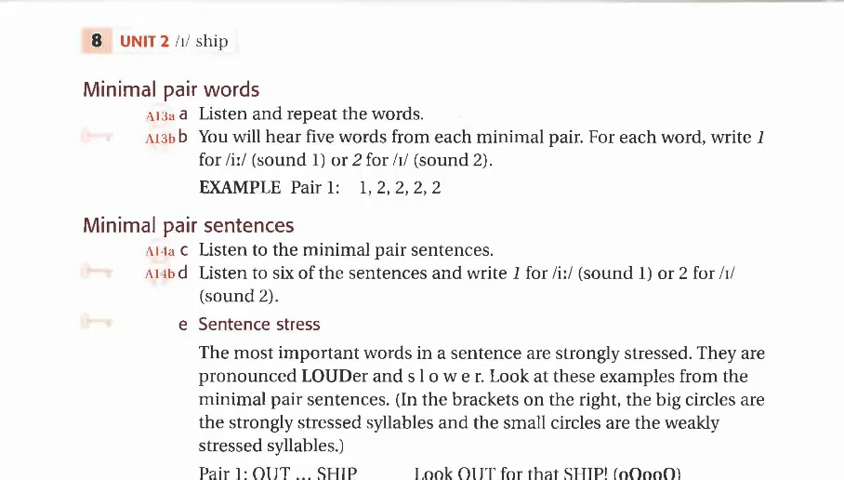 8 UNIT 2 /ɪ/ ship
Minimal pair words
A13a a Listen and repeat the words.
A13b b You will hear five words from each minimal pair. For each word, write 1
for /iː/ (sound 1) or 2 for /ɪ/ (sound 2).
EXAMPLE Pair 1: 1, 2, 2, 2, 2
Minimal pair sentences
A14a c Listen to the minimal pair sentences.
A14b d Listen to six of the sentences and write 1 for /iː/ (sound 1) or 2 for /ɪ/
(sound 2).
e Sentence stress
The most important words in a sentence are strongly stressed. They are
pronounced LOUDer and s l o w e r. Look at these examples from the
minimal pair sentences. (In the brackets on the right, the big circles are
the strongly stressed syllables and the small circles are the weakly
stressed syllables.)
Pair 1: OUT ... SHIP Look OUT for that SHIP! (oOooO)